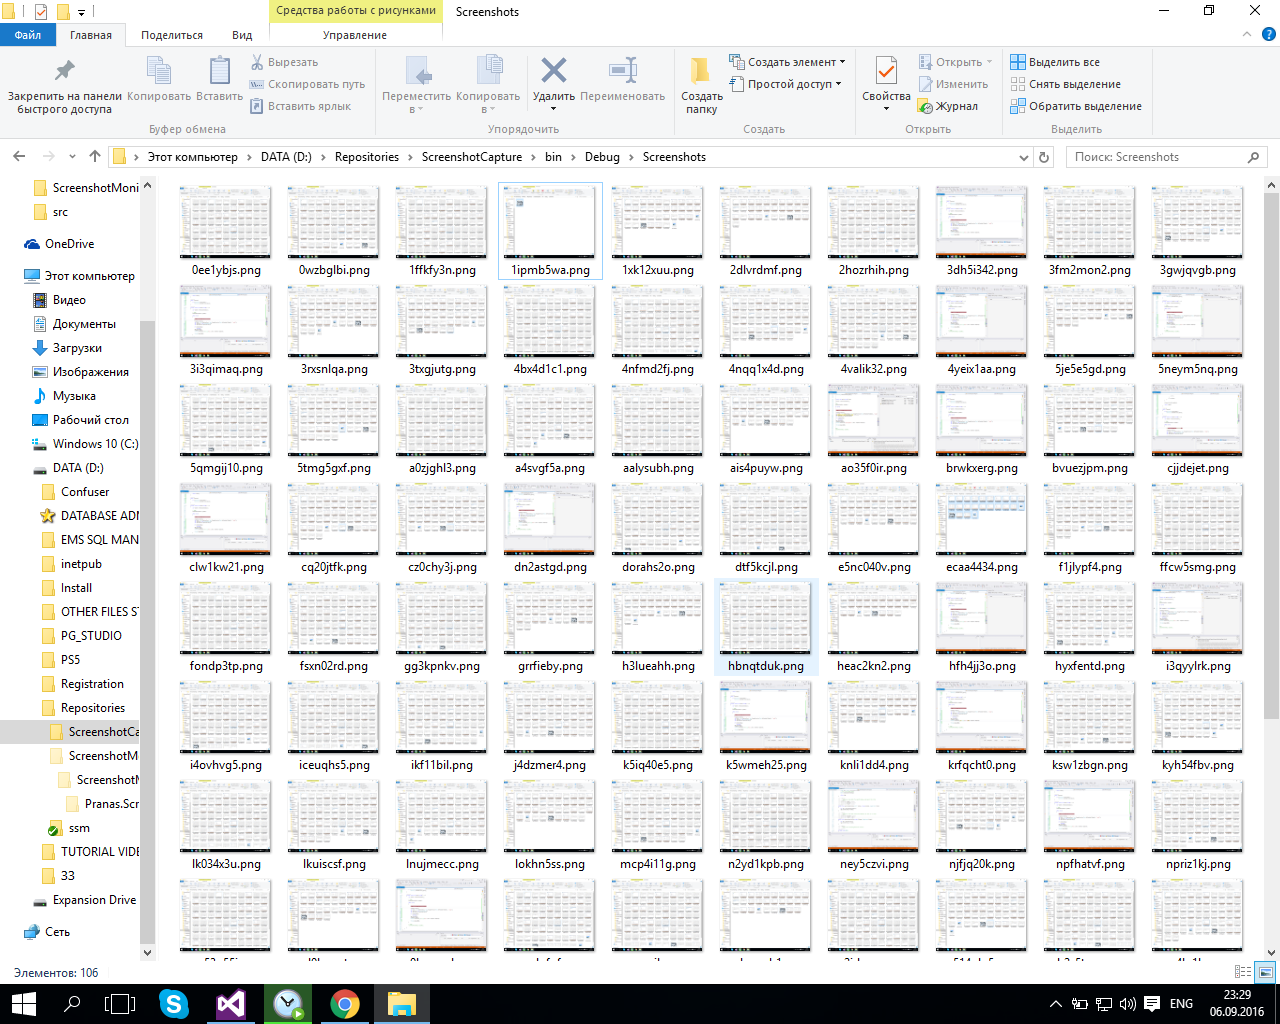 Средства работы с рисунками
Screenshots
Файл
Главная
Поделиться
Вид
Управление
Закрепить на панели быстрого доступа
Копировать
Вставить
Вырезать
Скопировать путь
Вставить ярлык
Буфер обмена
Переместить в
Копировать в
Удалить
Переименовать
Упорядочить
Создать папку
Создать элемент
Простой доступ
Создать
Свойства
Открыть
Изменить
Журнал
Открыть
Выделить все
Снять выделение
Обратить выделение
Выделить
Этот компьютер > DATA (D:) > Repositories > ScreenshotCapture > bin > Debug > Screenshots
Поиск: Screenshots
ScreenshotMoni
src
OneDrive
Этот компьютер
Видео
Документы
Загрузки
Изображения
Музыка
Рабочий стол
Windows 10 (C:)
DATA (D:)
Confuser
DATABASE ADM
EMS SQL MAN
inetpub
Install
OTHER FILES S
PG_STUDIO
PS5
Registration
Repositories
ScreenshotCa
ScreenshotM
Screenshot
Pranas.Scr
ssm
TUTORIAL VIDE
33
Expansion Drive
Сеть
0ee1ybjs.png 0wzbglbi.png 1ffkfy3n.png 1ipmb5wa.png 1xk12xuu.png 2dlvrdmf.png 2hozrhih.png 3dh5i342.png 3fm2mon2.png 3gwjqvgb.png
3i3qimaq.png 3rxsnlqa.png 3txgjutg.png 4bx4d1c1.png 4nfmd2fj.png 4nqq1x4d.png 4valik32.png 4yeix1aa.png 5je5e5gd.png 5neym5nq.png
5qmgij10.png 5tmg5gxf.png a0zjghl3.png a4svgf5a.png aalysubh.png ais4puyw.png ao35f0ir.png brwkxerg.png bvuezjpm.png cjjdejet.png
clw1kw21.png cq20jtfk.png cz0chy3j.png dn2astgd.png dorahs2o.png dtf5kcjl.png e5nc040v.png ecaa4434.png f1jlypf4.png ffcw5smg.png
fondp3tp.png fsxn02rd.png gg3kpnkv.png grrfieby.png h3lueahh.png hbnqtduk.png heac2kn2.png hfh4jj3o.png hyxfentd.png i3qyylrk.png
i4ovhvg5.png iceuqhs5.png ikf11bil.png j4dzmer4.png k5iq40e5.png k5wmeh25.png knli1dd4.png krfqcht0.png ksw1zbgn.png kyh54fbv.png
lk034x3u.png lkuiscsf.png lnujmecc.png lokhn5ss.png mcp4i11g.png n2yd1kpb.png ney5czvi.png njfjq20k.png npfhatvf.png npriz1kj.png
Элементов: 106
ENG
23:29
06.09.2016